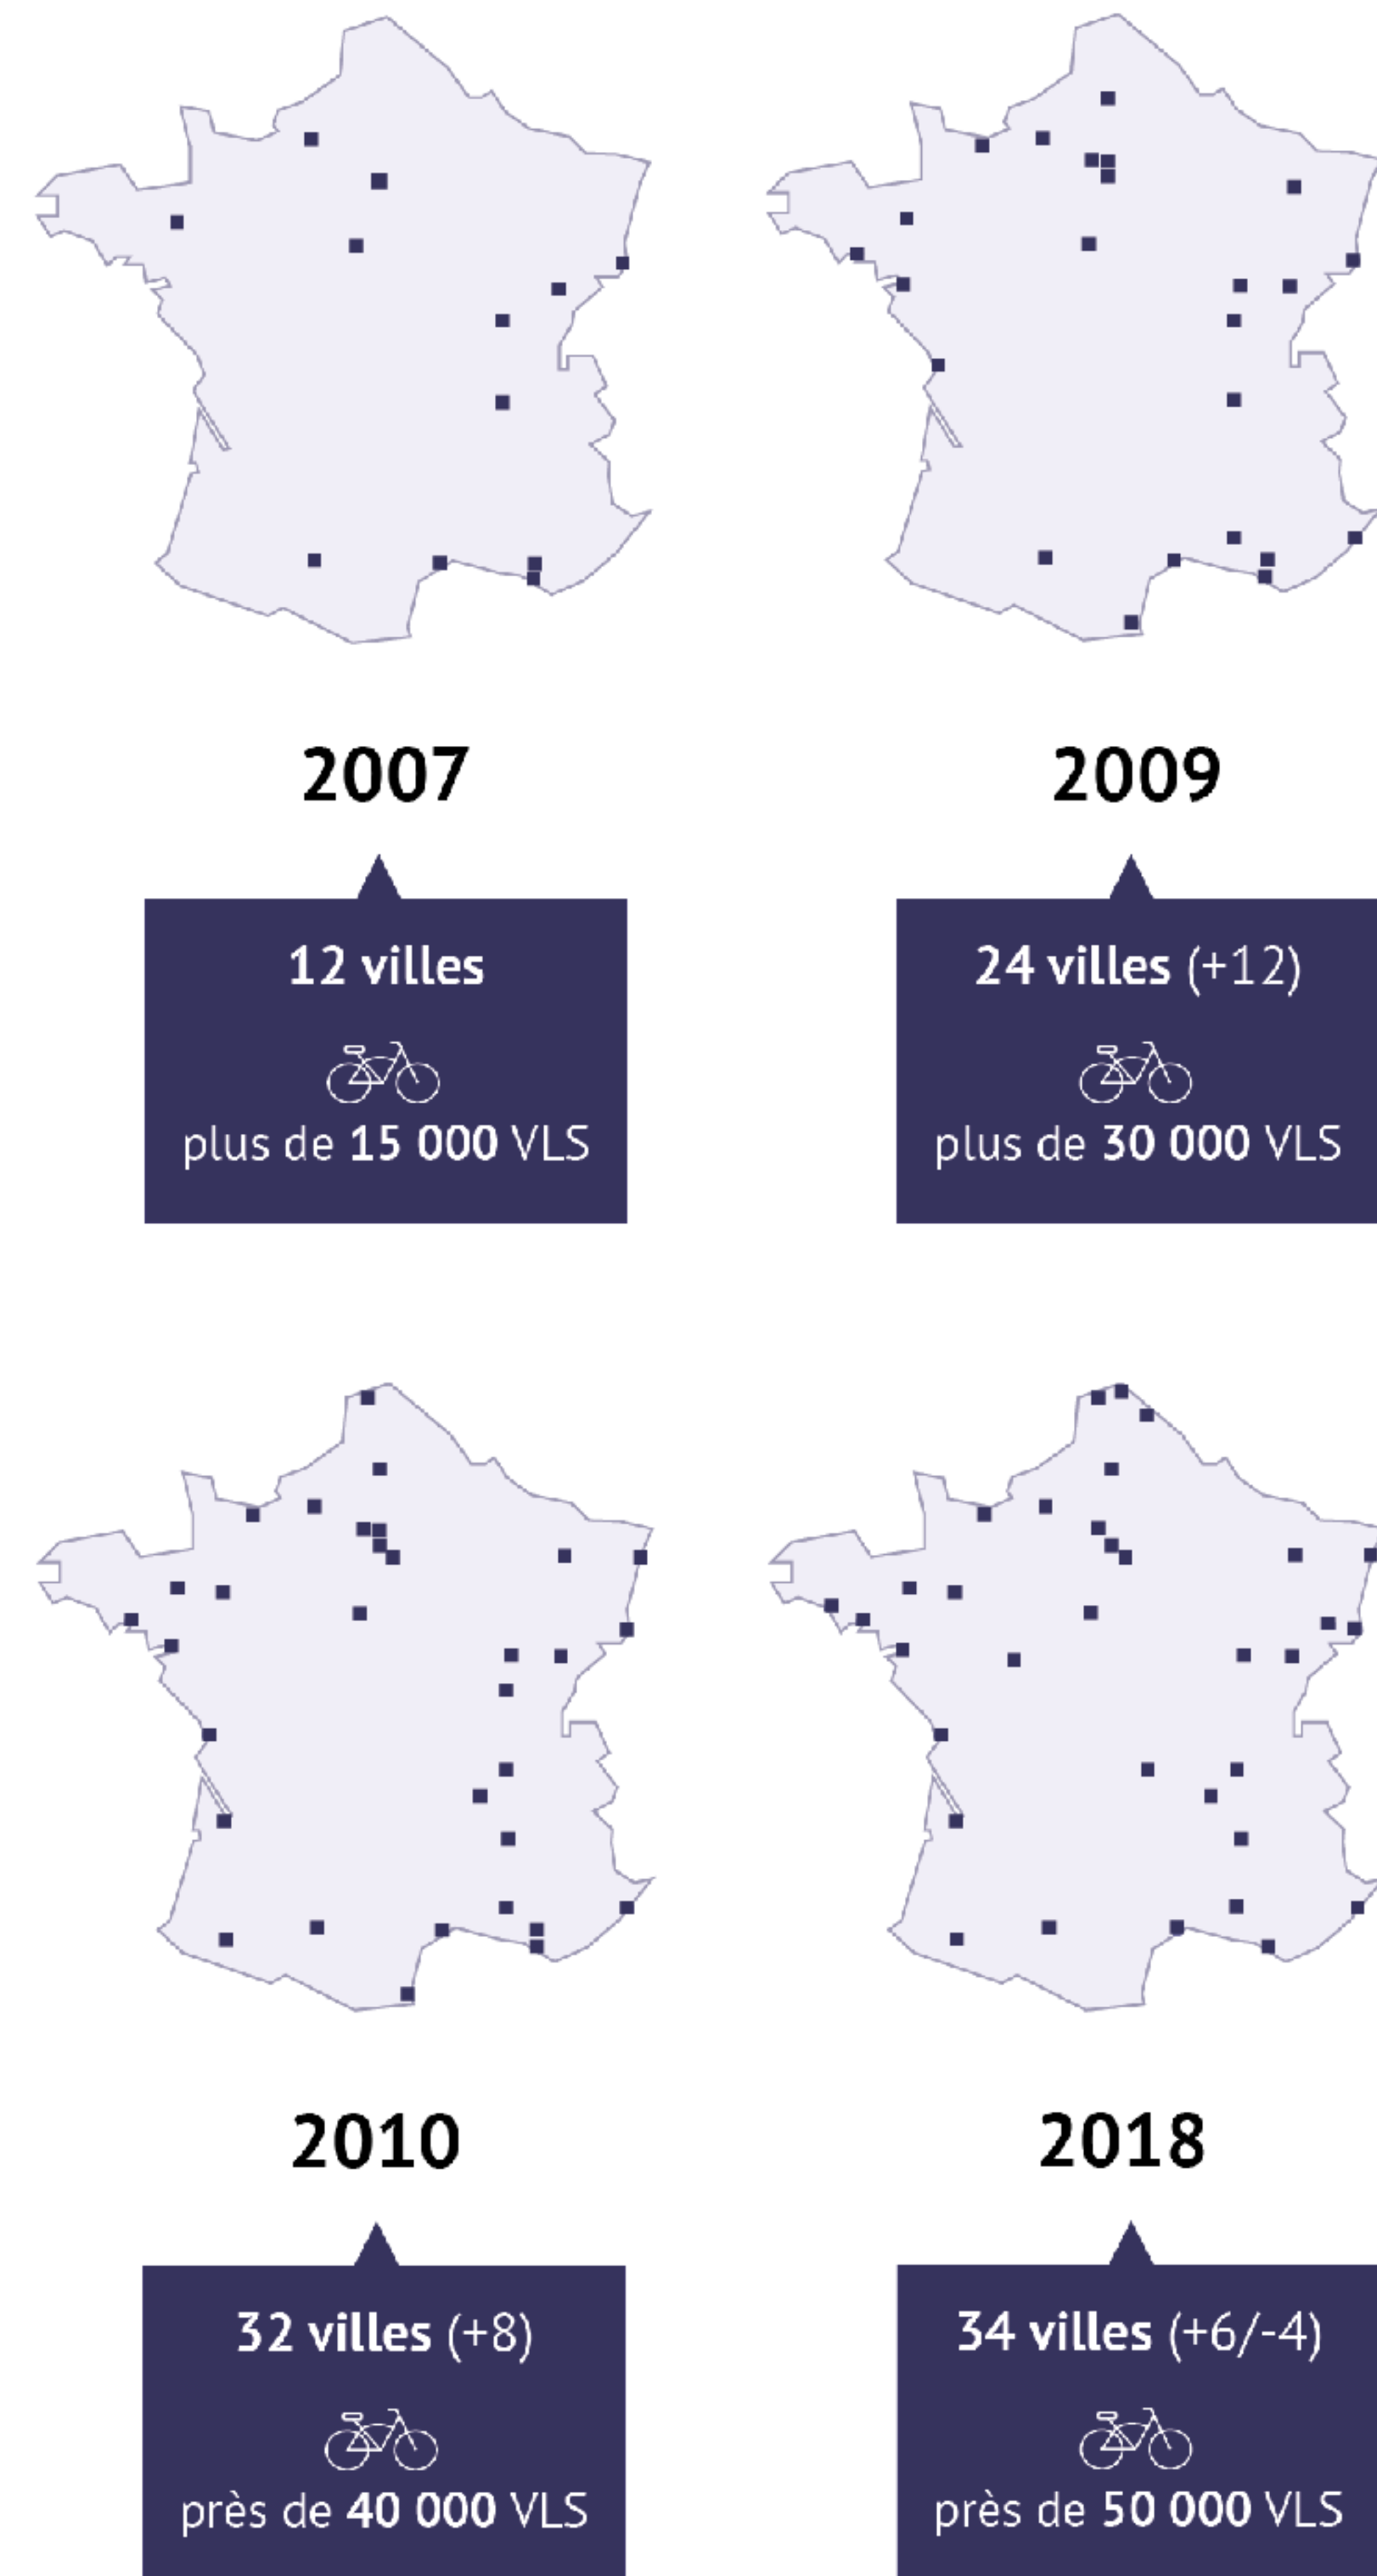 2007
12 villes
plus de 15 000 VLS
2009
24 villes (+12)
plus de 30 000 VLS
2010
32 villes (+8)
près de 40 000 VLS
2018
34 villes (+6/-4)
près de 50 000 VLS